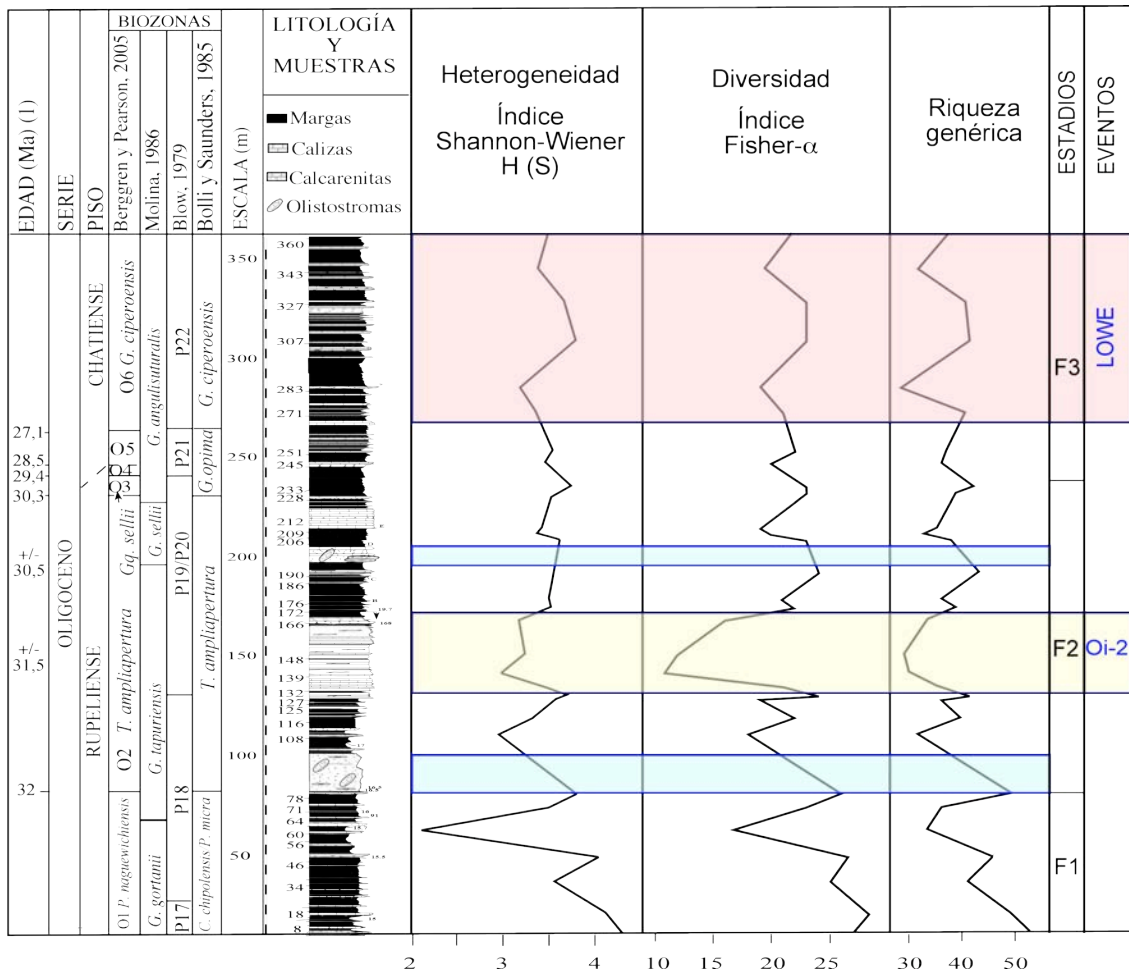 BIOZONAS
EDAD (Ma) (1)
SERIE
PISO
Berggren y Pearson, 2005
Molina, 1986
Blow, 1979
Bolli y Saunders, 1985
ESCALA (m)
LITOLOGÍA
Y
MUESTRAS
Margas
Calizas
Calcarenitas
Olistostromas
Heterogeneidad
Índice
Shannon-Wiener
H (S)
Diversidad
Índice
Fisher-α
Riqueza
genérica
ESTADIOS
EVENTOS
27,1
28,5
29,4
30,3
+/-
30,5
+/-
31,5
32
OLIGOCENO
CHATIENSE
RUPELIENSE
O6 G. ciperoensis
O5
O4
O3
Gq. sellii
O2 T. ampliapertura
O1 P. naguewichiensis
G. angulisuturalis
G. sellii
G. tapuriensis
G. gortanii
P22
P21
P19/P20
P18
P17
G. ciperoensis
G.opima
T. ampliapertura
C. chipolensis P. micra
350
300
250
200
150
100
50
360
343
327
307
283
271
251
245
233
228
212
209
206
190
186
176
172
166
148
139
132
127
125
116
108
78
71
64
60
56
46
34
18
8
F3
F2
F1
LOWE
Oi-2
2 3 4 10 15 20 25 30 40 50